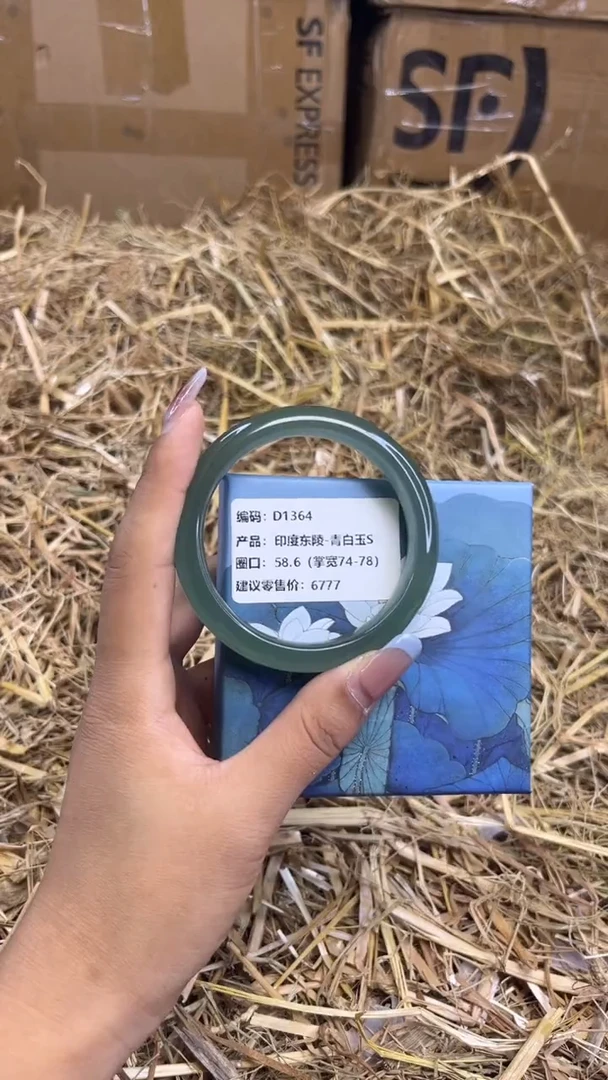 SF EXPRESS
SF
编码：D1364
产品：印度东陵-青白玉S
圈口：58.6（掌宽74-78）
建议零售价：6777